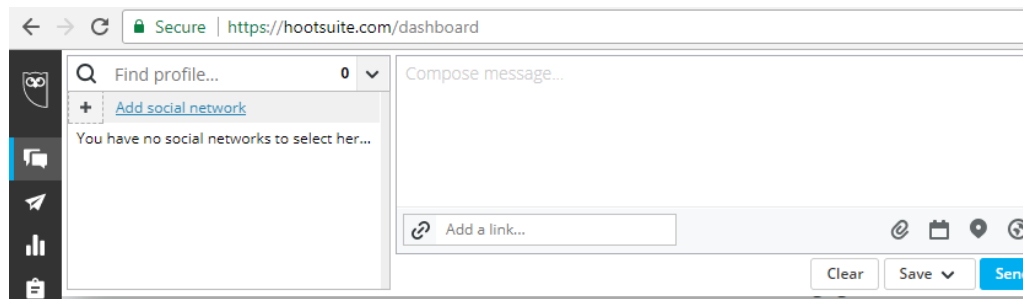 Secure | https://hootsuite.com/dashboard
Find profile... 0
Compose message...
+ Add social network
You have no social networks to select her...
Add a link...
Clear
Save